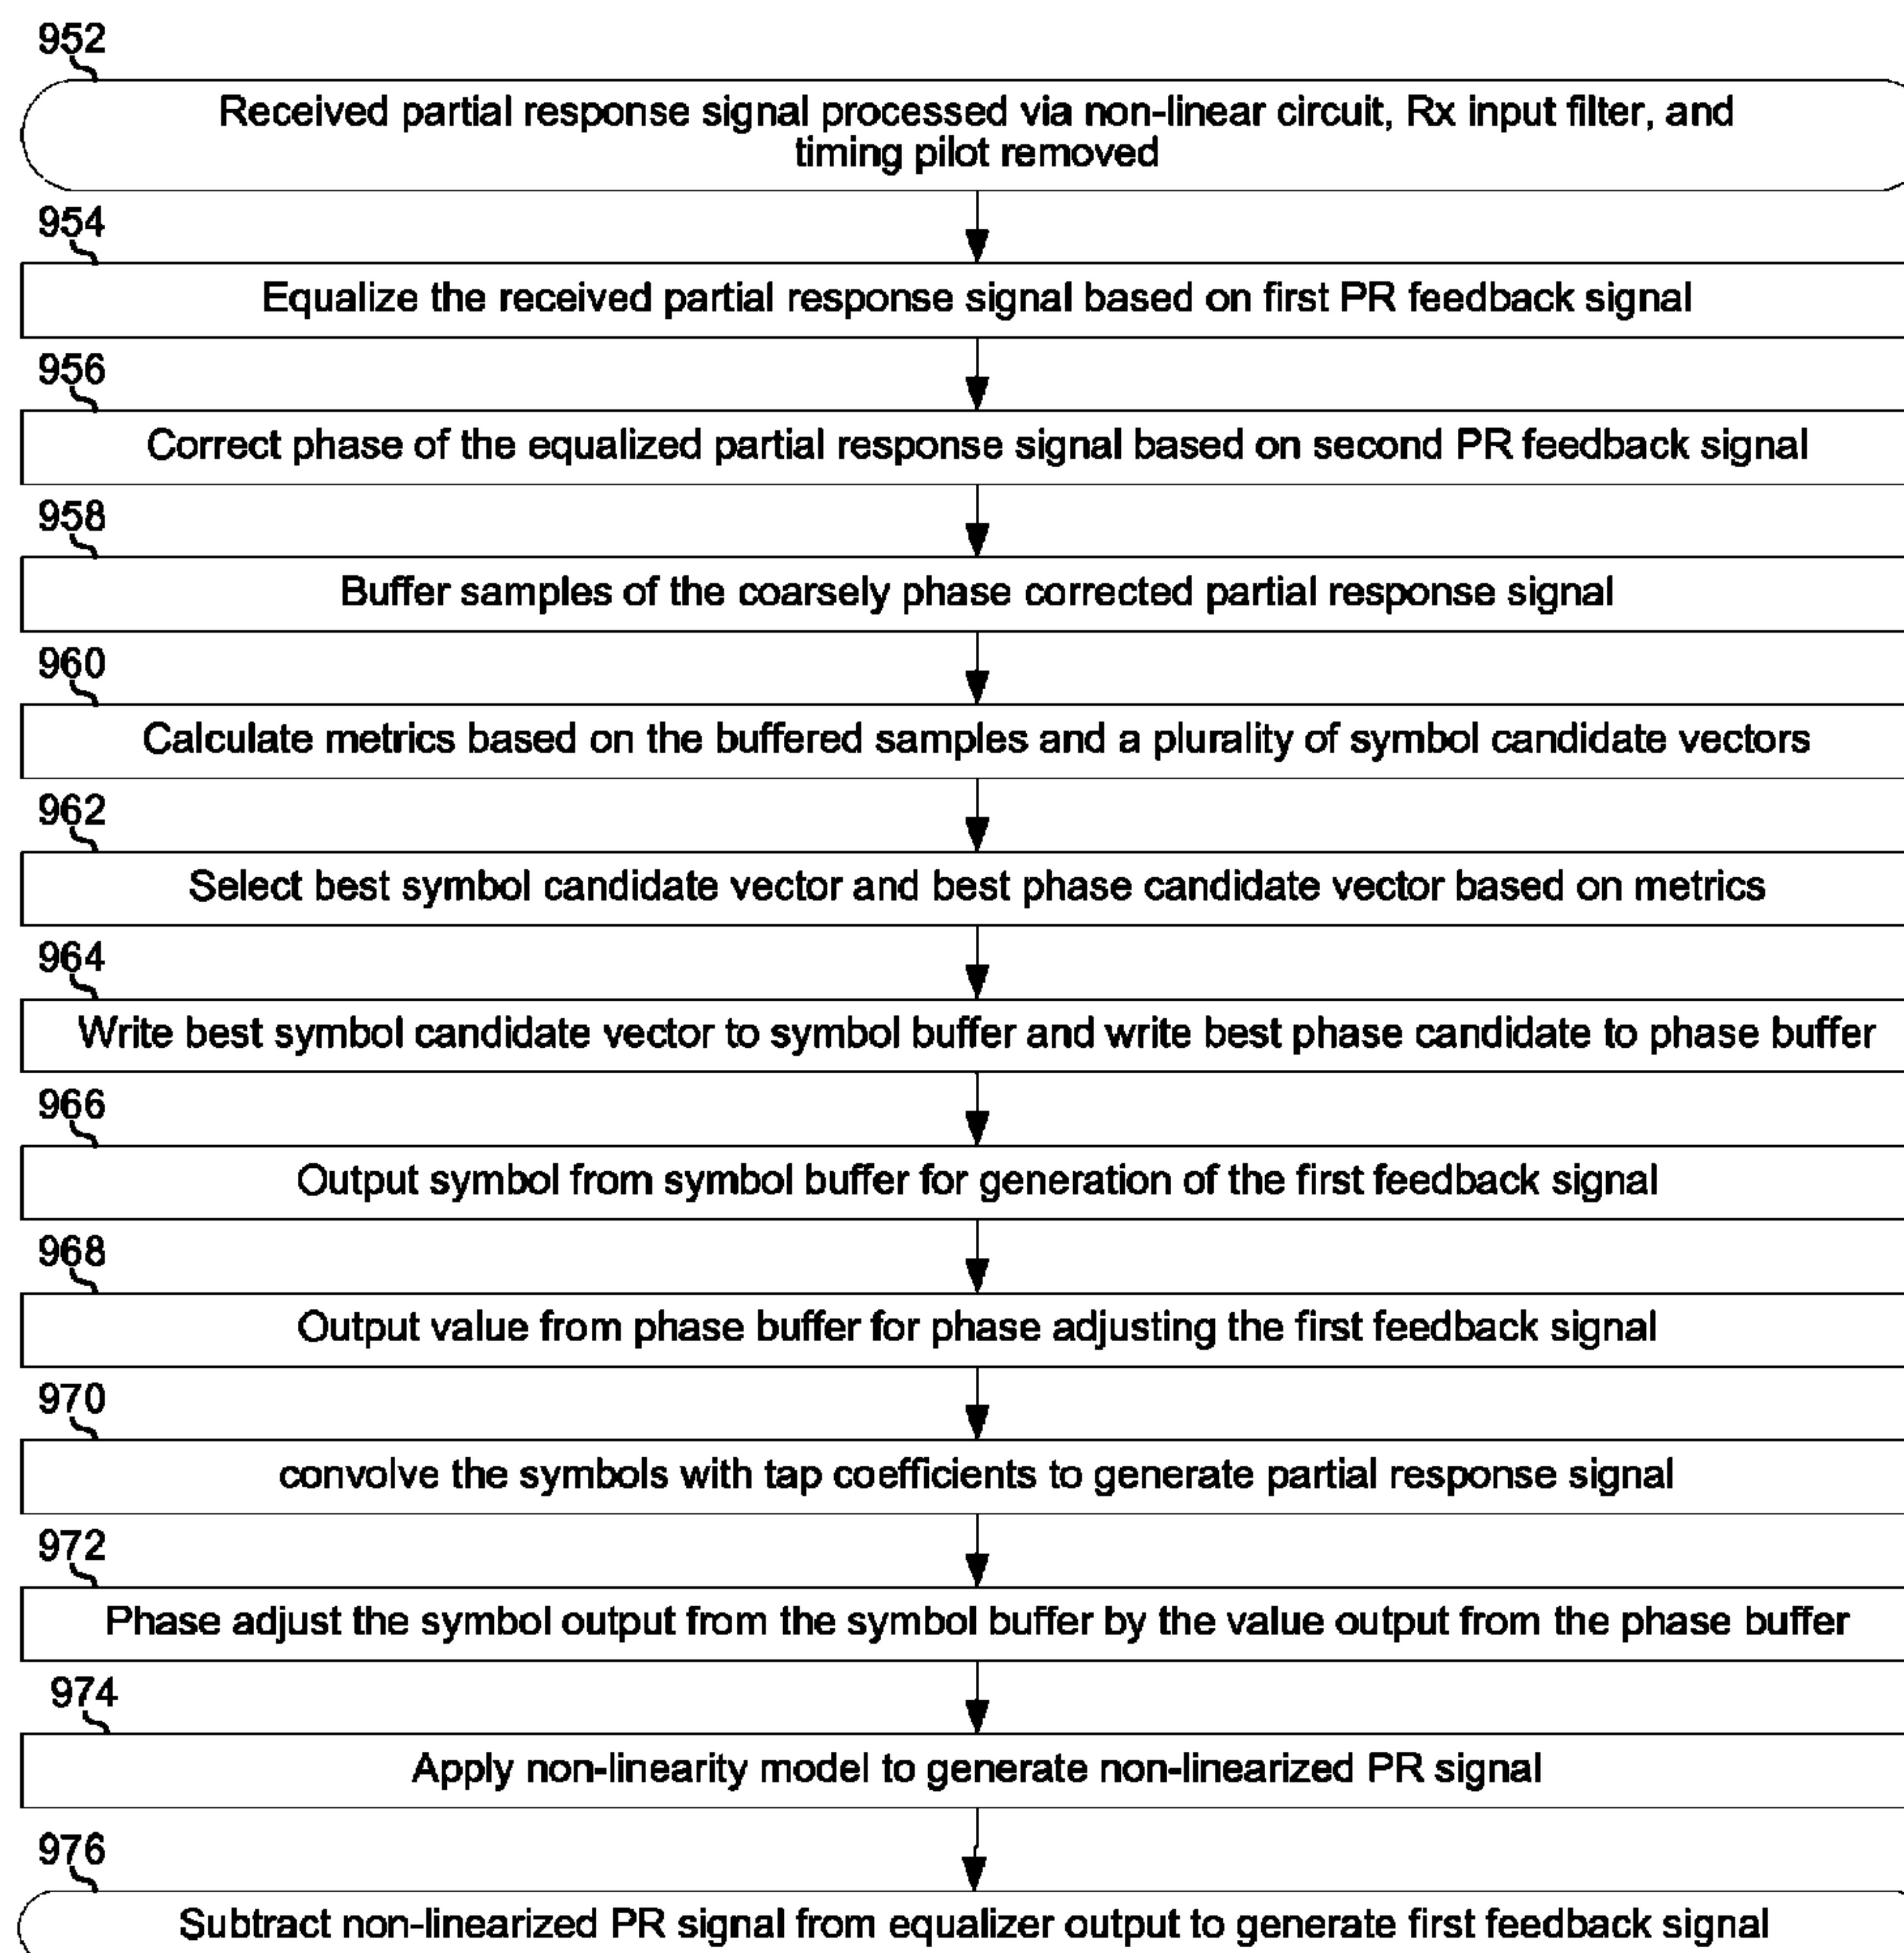 952
Received partial response signal processed via non-linear circuit, Rx input filter, and
timing pilot removed
954
Equalize the received partial response signal based on first PR feedback signal
956
Correct phase of the equalized partial response signal based on second PR feedback signal
958
Buffer samples of the coarsely phase corrected partial response signal
960
Calculate metrics based on the buffered samples and a plurality of symbol candidate vectors
962
Select best symbol candidate vector and best phase candidate vector based on metrics
964
Write best symbol candidate vector to symbol buffer and write best phase candidate to phase buffer
966
Output symbol from symbol buffer for generation of the first feedback signal
968
Output value from phase buffer for phase adjusting the first feedback signal
970
convolve the symbols with tap coefficients to generate partial response signal
972
Phase adjust the symbol output from the symbol buffer by the value output from the phase buffer
974
Apply non-linearity model to generate non-linearized PR signal
976
Subtract non-linearized PR signal from equalizer output to generate first feedback signal